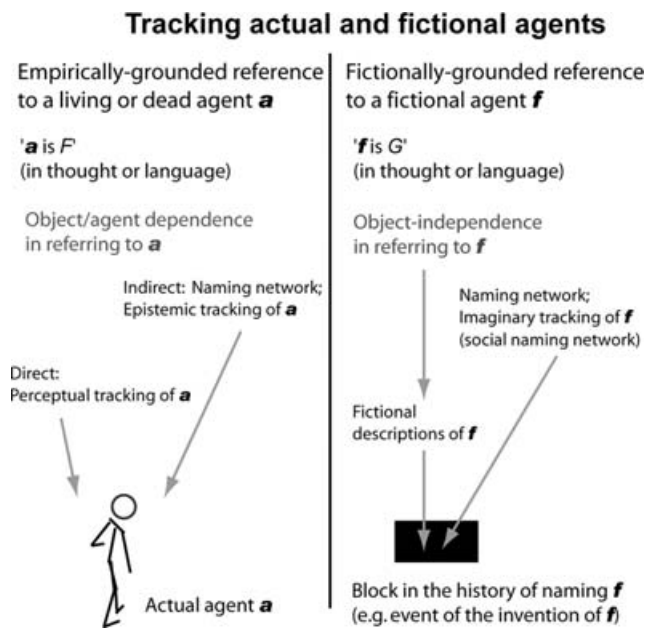 Tracking actual and fictional agents
Empirically-grounded reference
to a living or dead agent a
'a is F'
(in thought or language)
Object/agent dependence
in referring to a
Indirect: Naming network;
Epistemic tracking of a
Direct:
Perceptual tracking of a
Actual agent a
Fictionally-grounded reference
to a fictional agent f
'f is G'
(in thought or language)
Object-independence
in referring to f
Naming network;
Imaginary tracking of f
(social naming network)
Fictional
descriptions of f
Block in the history of naming f
(e.g. event of the invention of f)